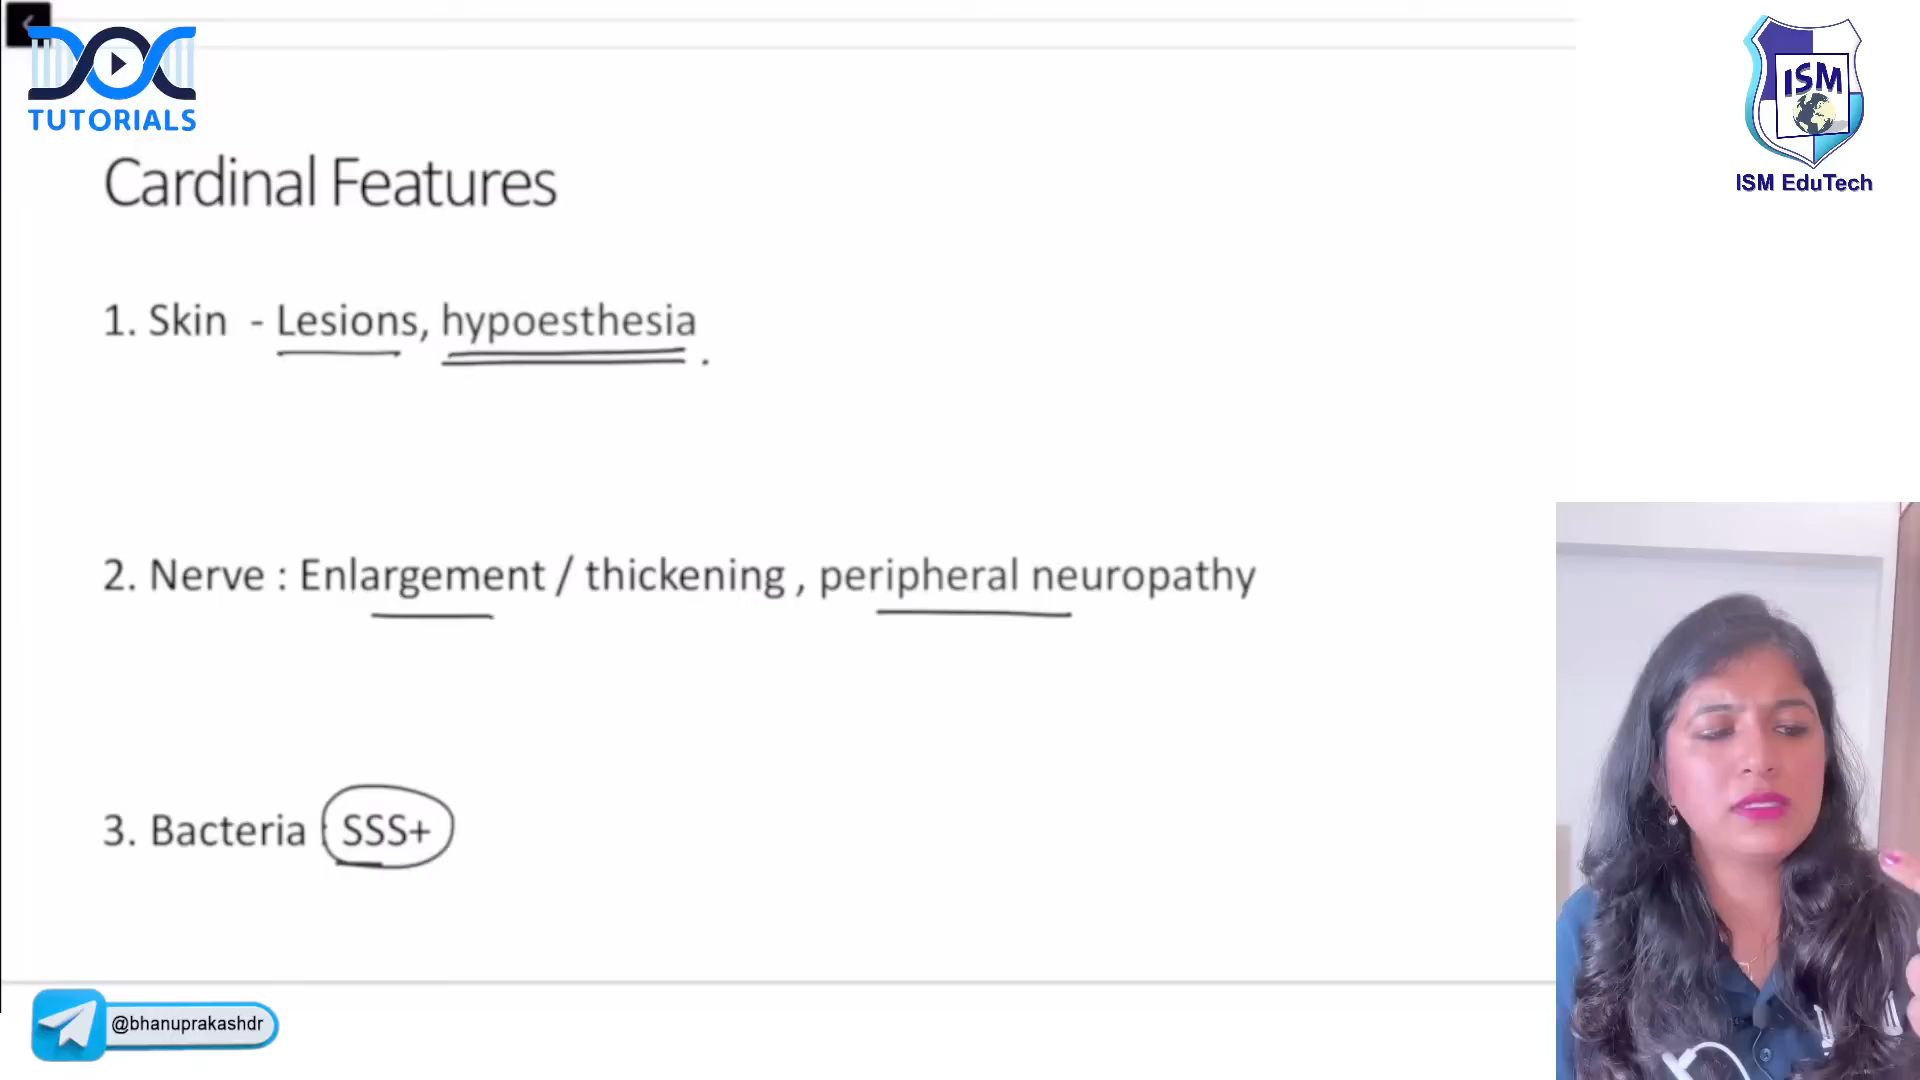 DOC
TUTORIALS
ISM
ISM EduTech
Cardinal Features
1. Skin - Lesions, hypoesthesia
2. Nerve : Enlargement / thickening , peripheral neuropathy
3. Bacteria : SSS+
@bhanuprakashdr